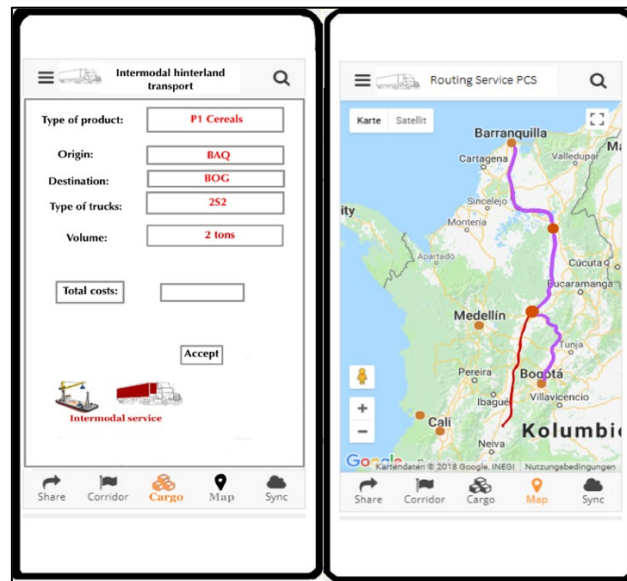 Intermodal hinterland
transport
Type of product:
P1 Cereals
Origin:
BAQ
Destination:
BOG
Type of trucks:
2S2
Volume:
2 tons
Total costs:
Accept
Intermodal service
Share
Corridor
Cargo
Map
Sync
Routing Service PCS
Karte
Satellit
Barranquilla
Cartagena
Valledupar
Ma
Sincelejo
Montería
ity
Apartadó
Cúcuta
Bucaramanga
Medellín
Tunja
Pereira
Bogotá
Ibagué
Villavicencio
Cali
Kolumbi
Neiva
Google
Kartendaten © 2018 Google, INEGI
Nutzungsbedingungen
Share
Corridor
Cargo
Map
Sync